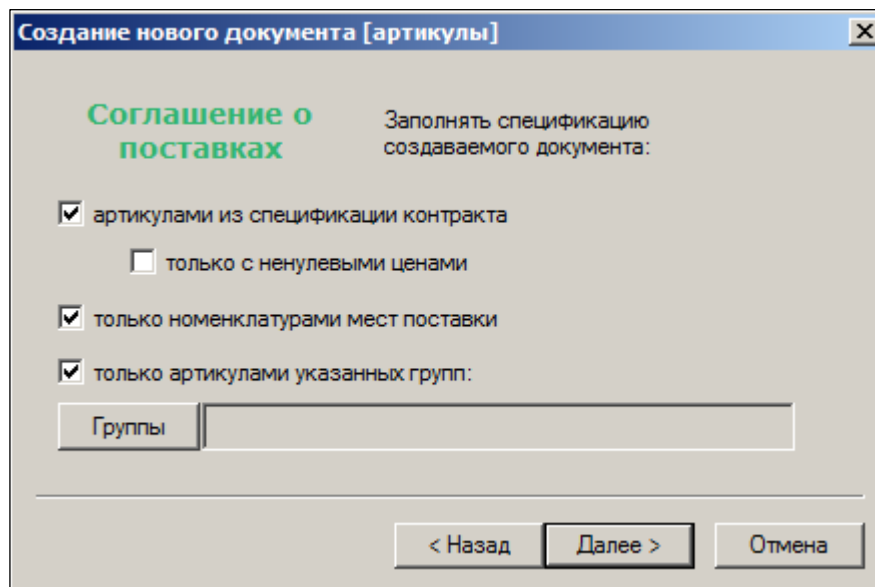 Создание нового документа [артикулы]
Соглашение о
поставках
Заполнять спецификацию
создаваемого документа:
артикулами из спецификации контракта
только с ненулевыми ценами
только номенклатурами мест поставки
только артикулами указанных групп:
Группы
< Назад
Далее >
Отмена